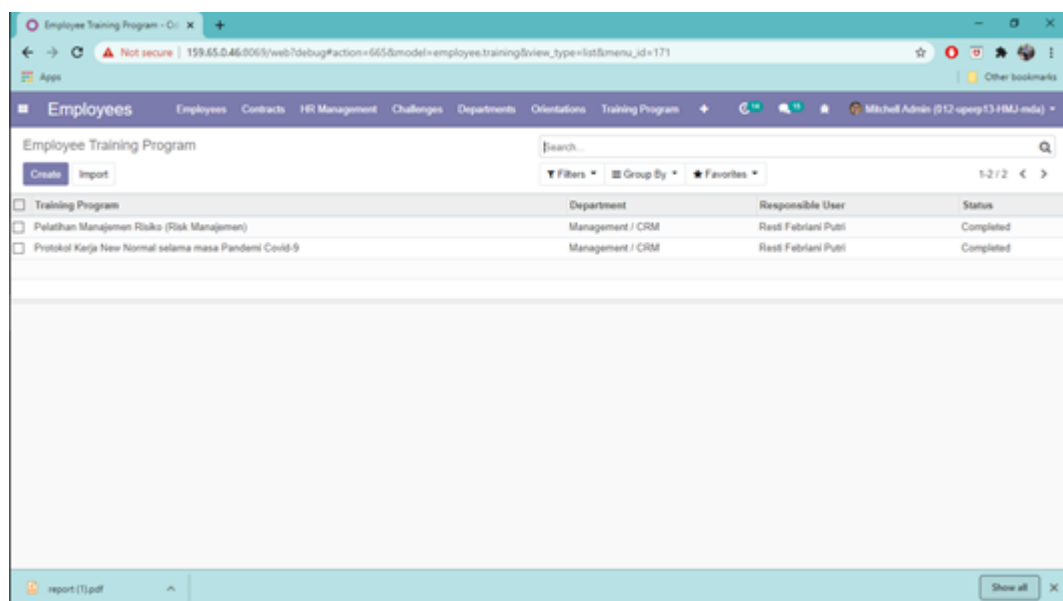 Employee Training Program - Od
Not secure | 159.65.0.46:8069/web?debug#action=665&model=employee.training&view_type=list&menu_id=171
Apps
Other bookmarks
Employees Employees Contracts HR Management Challenges Departments Orientations Training Program + Mitchell Admin (012-uperp13-HMJ-mda)
Employee Training Program
Search...
Create Import
Filters Group By Favorites 1-2 / 2
Training Program Department Responsible User Status
Pelatihan Manajemen Risiko (Risk Manajemen) Management / CRM Resti Febriani Putri Completed
Protokol Kerja New Normal selama masa Pandemi Covid-9 Management / CRM Resti Febriani Putri Completed
report (1).pdf Show all